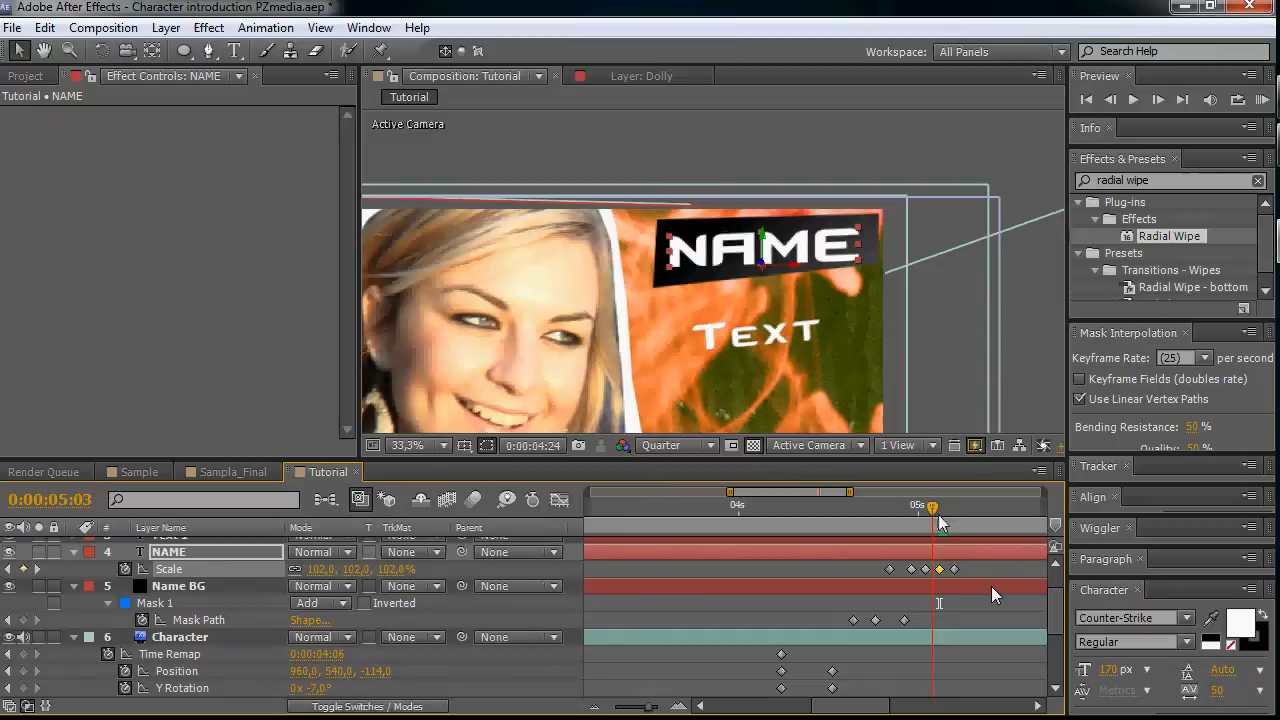 Adobe After Effects - Character introduction PZmedia.aep *
File Edit Composition Layer Effect Animation View Window Help
Workspace: All Panels Search Help
Project Effect Controls: NAME Composition: Tutorial Layer: Dolly Preview
Tutorial • NAME Tutorial
Active Camera
Info
Effects & Presets
radial wipe
Plug-ins
Effects
Radial Wipe
Presets
Transitions - Wipes
Radial Wipe - bottom
NAME
Text
Mask Interpolation
Keyframe Rate: (25) per second
Keyframe Fields (doubles rate)
Use Linear Vertex Paths
Bending Resistance: 50 %
Quality: 50 %
33,3% 0:00:04:24 Quarter Active Camera 1 View
Render Queue Sample Sampla_Final Tutorial
Tracker
0:00:05:03 04s 05s
Align
# Layer Name Mode T TrkMat Parent
Wiggler
4 T NAME Normal None None
Paragraph
Scale 102,0, 102,0, 102,0%
5 Name BG Normal None None
Character
Mask 1 Add Inverted
Mask Path Shape...
Counter-Strike
6 Character Normal None None
Regular
Time Remap 0:00:04:06
Position 960,0, 540,0, -114,0
170 px Auto
Y Rotation 0x -7,0°
Metrics 50
Toggle Switches / Modes